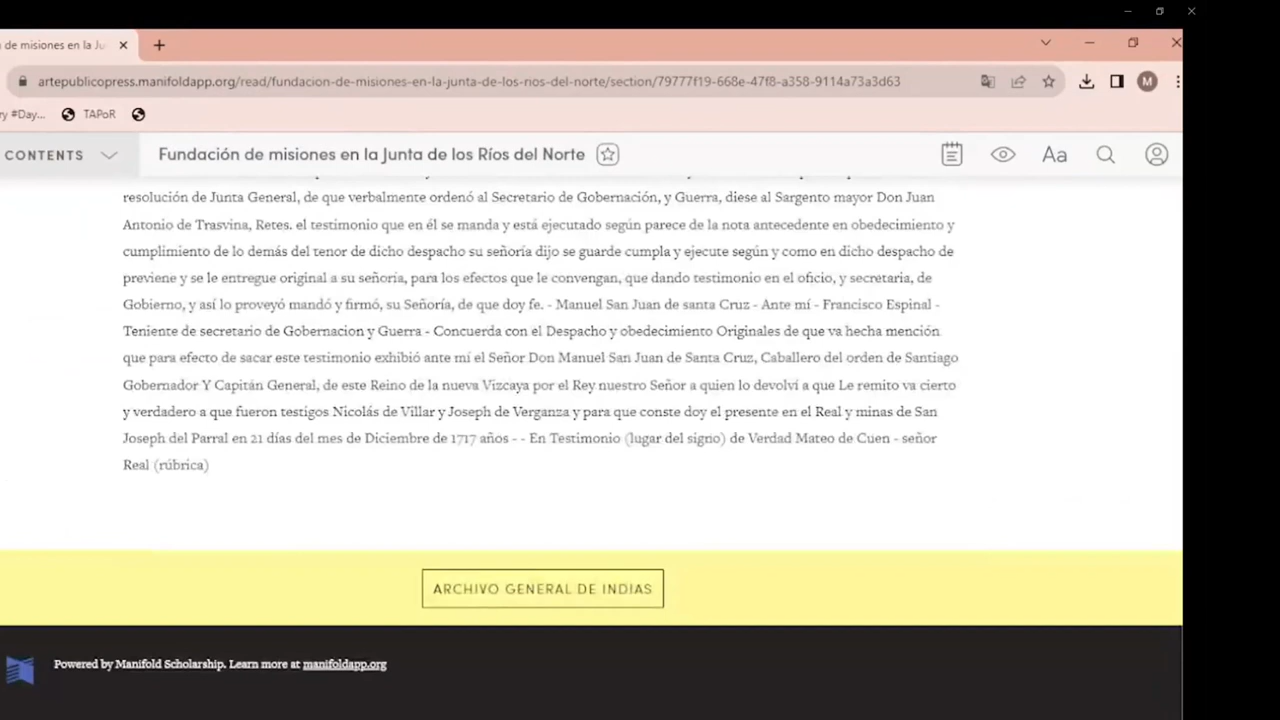 de misiones en la Ju
artepublicopress.manifoldapp.org/read/fundacion-de-misiones-en-la-junta-de-los-rios-del-norte/section/79777f19-668e-47f8-a358-9114a73a3d63
M
ry #Day... TAPoR
CONTENTS Fundación de misiones en la Junta de los Ríos del Norte Aa
resolución de Junta General, de que verbalmente ordenó al Secretario de Gobernación, y Guerra, diese al Sargento mayor Don Juan
Antonio de Trasvina, Retes. el testimonio que en él se manda y está ejecutado según parece de la nota antecedente en obedecimiento y
cumplimiento de lo demás del tenor de dicho despacho su señoría dijo se guarde cumpla y ejecute según y como en dicho despacho de
previene y se le entregue original a su señoría, para los efectos que le convengan, que dando testimonio en el oficio, y secretaria, de
Gobierno, y así lo proveyó mandó y firmó, su Señoría, de que doy fe. - Manuel San Juan de santa Cruz - Ante mí - Francisco Espinal -
Teniente de secretario de Gobernacion y Guerra - Concuerda con el Despacho y obedecimiento Originales de que va hecha mención
que para efecto de sacar este testimonio exhibió ante mí el Señor Don Manuel San Juan de Santa Cruz, Caballero del orden de Santiago
Gobernador Y Capitán General, de este Reino de la nueva Vizcaya por el Rey nuestro Señor a quien lo devolví a que Le remito va cierto
y verdadero a que fueron testigos Nicolás de Villar y Joseph de Verganza y para que conste doy el presente en el Real y minas de San
Joseph del Parral en 21 días del mes de Diciembre de 1717 años - - En Testimonio (lugar del signo) de Verdad Mateo de Cuen - señor
Real (rúbrica)
ARCHIVO GENERAL DE INDIAS
Powered by Manifold Scholarship. Learn more at manifoldapp.org